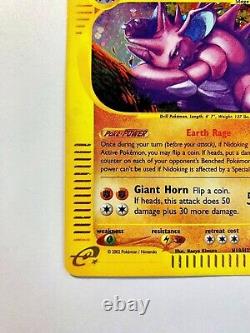 Stage
Drill Pokémon. Length: 4' 7", Weight: 137 lbs.
POKé-POWER Earth Rage
Once during your turn (before your attack), if Nidoking
Active Pokémon, you may flip a coin. If heads, put a
counter on each of your opponent's Benched Pokémon
power can't be used if Nidoking is affected by a Special
Giant Horn Flip a coin.
If heads, this attack does 50
damage plus 30 more damage.
weakness resistance retreat cost
Illus. Naoyo Kimura
©2002 Pokémon / Nintendo
e